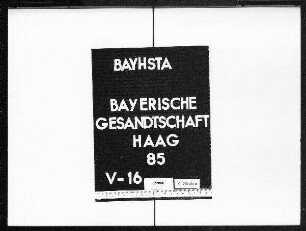 BAYHSTA
BAYERISCHE
GESANDTSCHAFT
HAAG
85
V-16